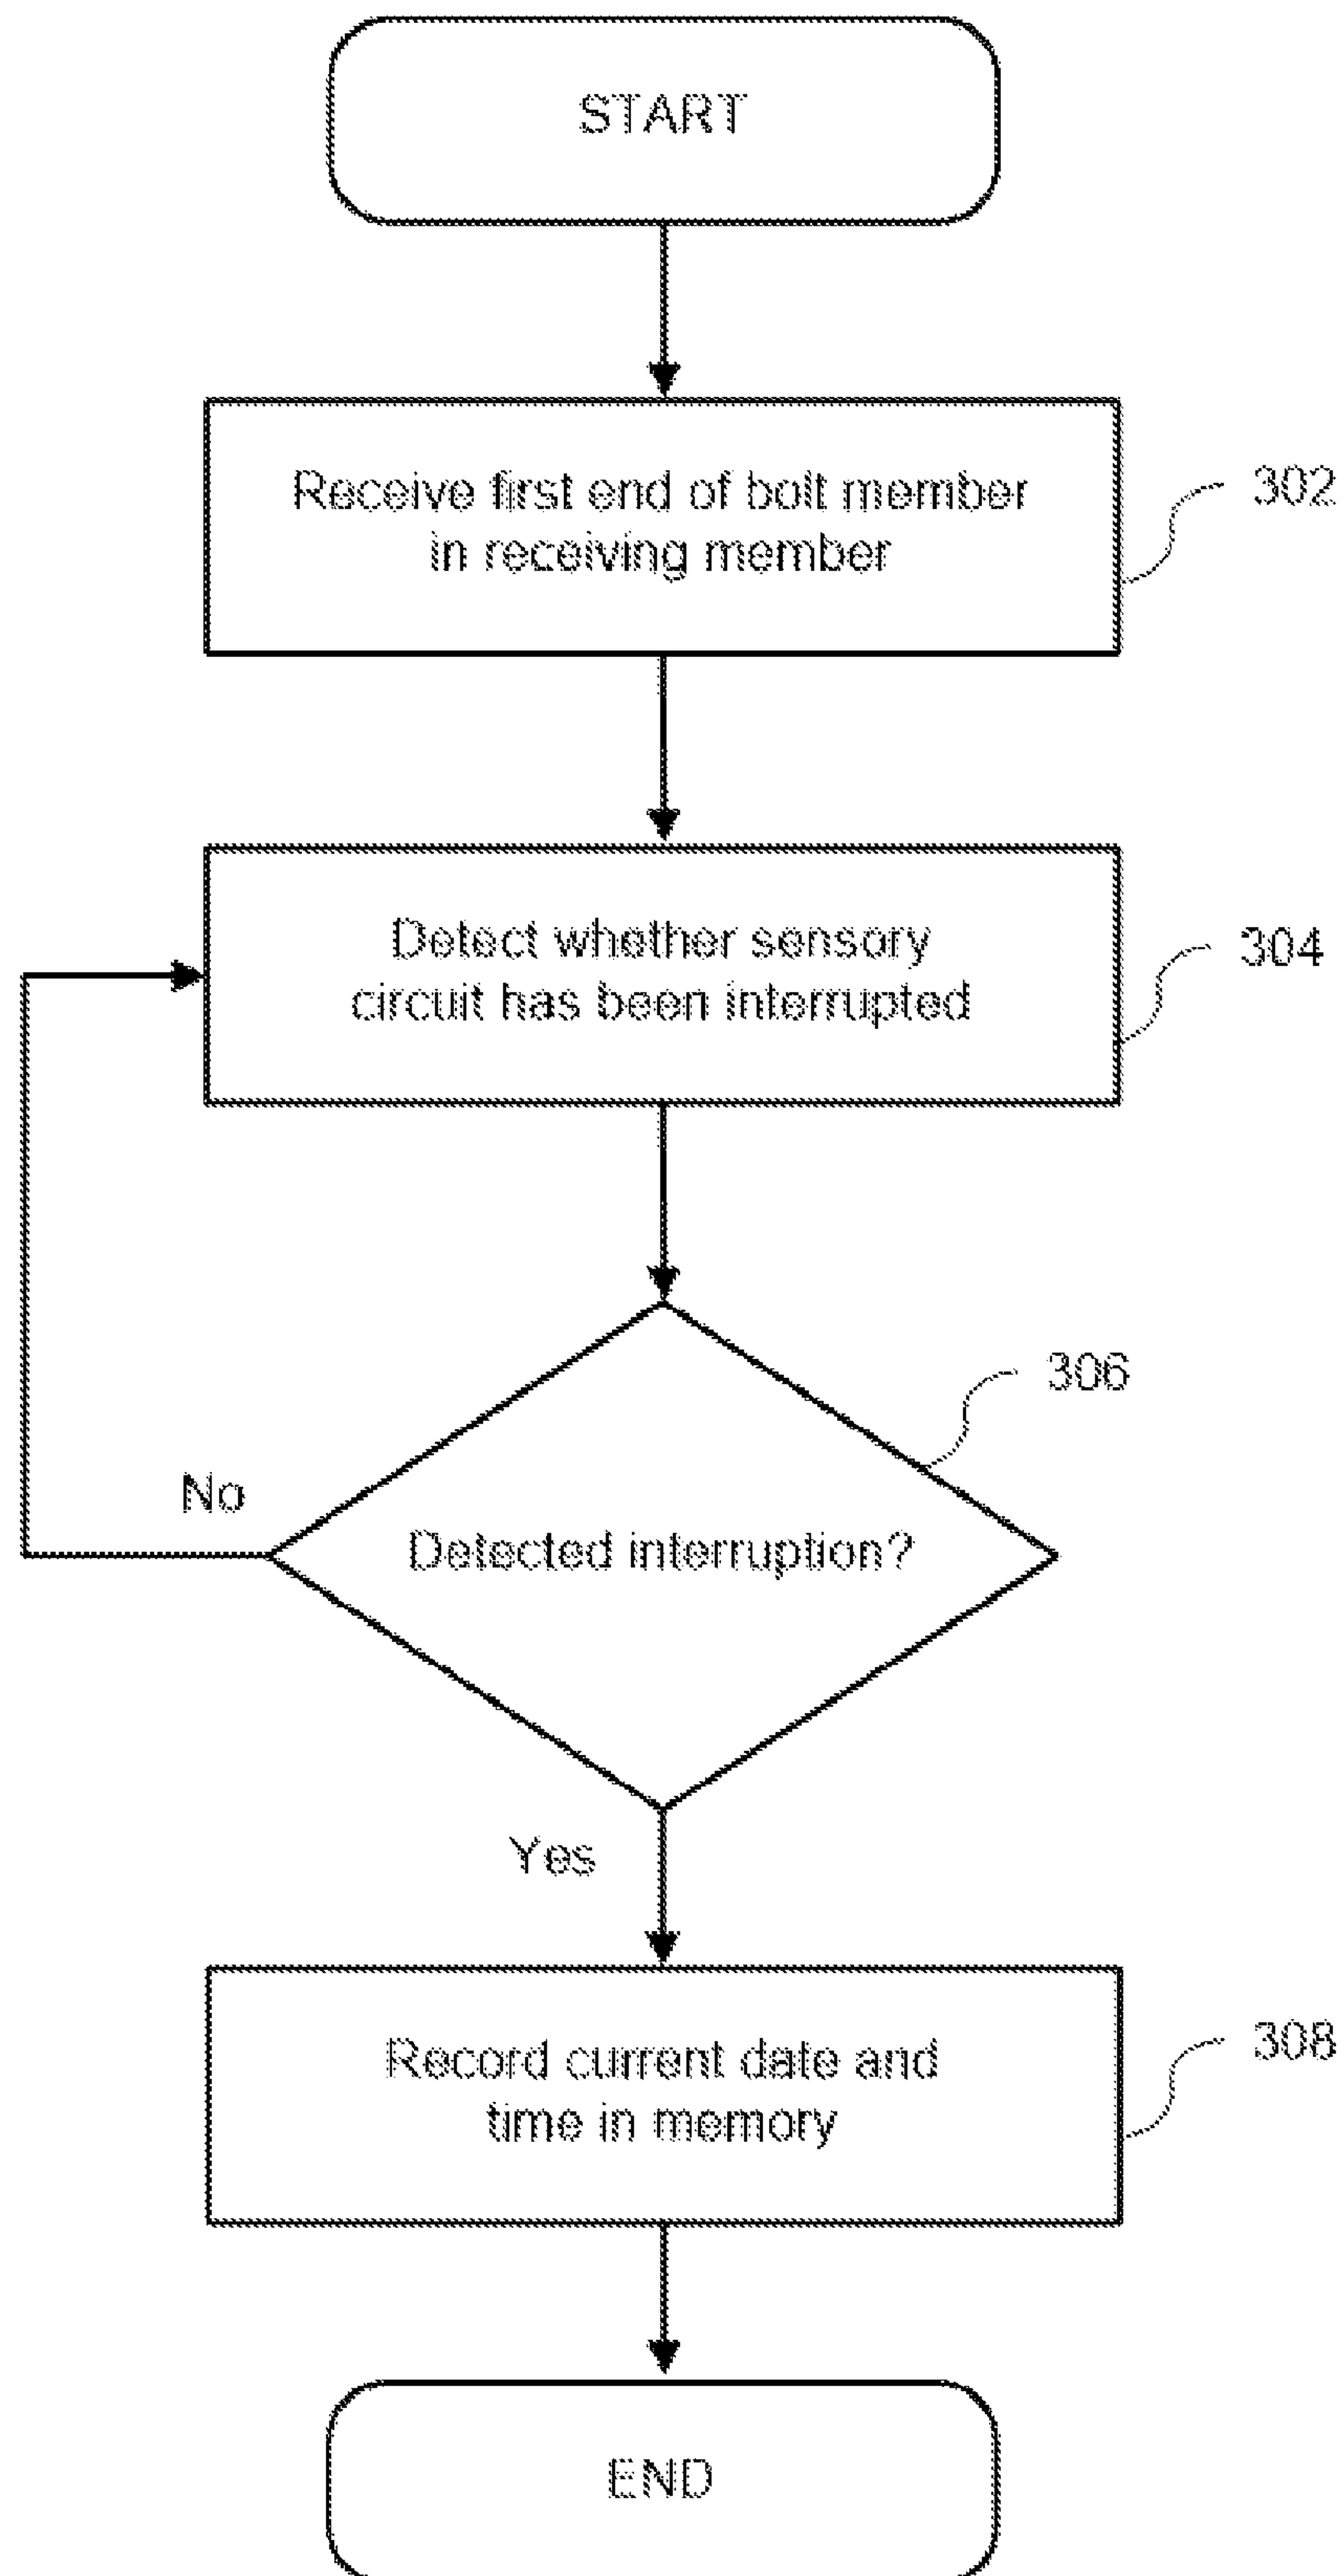 START
Receive first end of bolt member
in receiving member
302
Detect whether sensory
circuit has been interrupted
304
306
Detected interruption?
No
Yes
Record current date and
time in memory
308
END